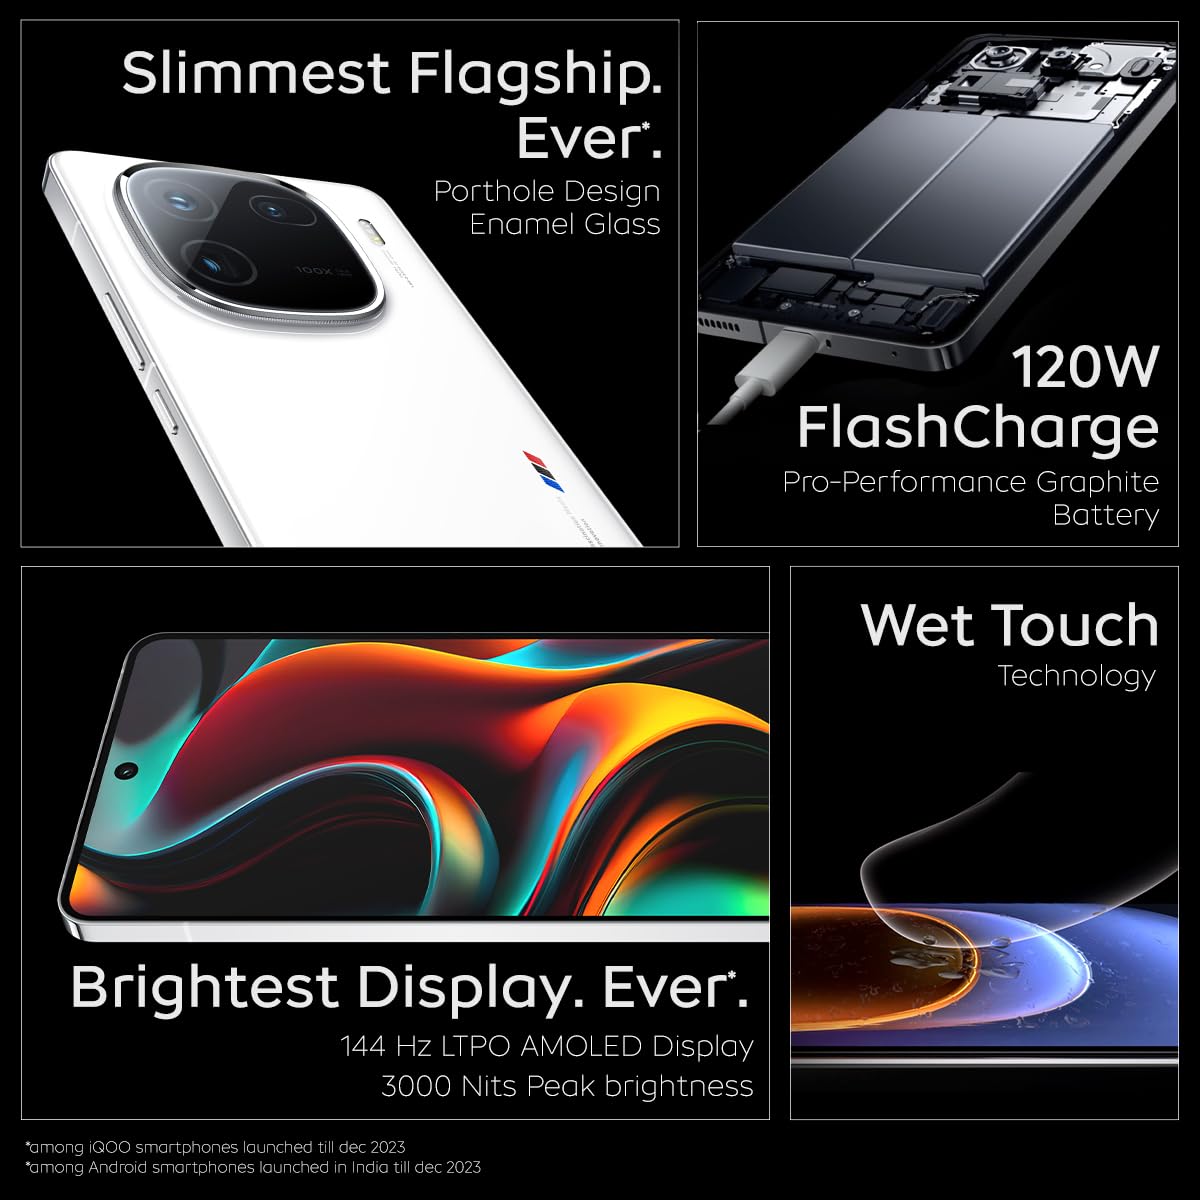 Slimmest Flagship.
Ever*.
Porthole Design
Enamel Glass
100X
120W
FlashCharge
Pro-Performance Graphite
Battery
Brightest Display. Ever*.
144 Hz LTPO AMOLED Display
3000 Nits Peak brightness
Wet Touch
Technology
*among iQOO smartphones launched till dec 2023
*among Android smartphones launched in India till dec 2023